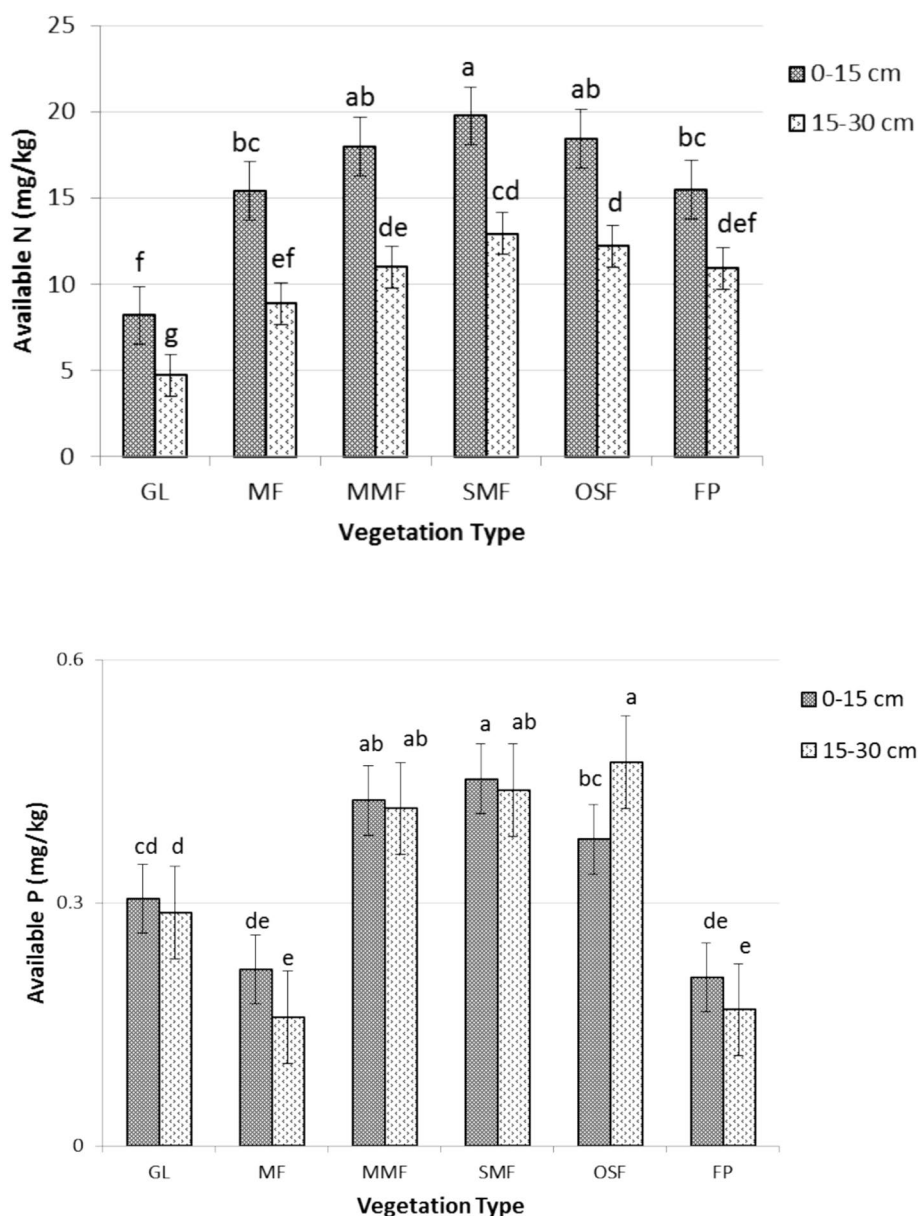 25
20
15
10
5
0
Available N (mg/kg)
f
g
bc
ef
ab
de
a
cd
ab
d
bc
def
0-15 cm
15-30 cm
GL MF MMF SMF OSF FP
Vegetation Type
0.6
0.3
0
Available P (mg/kg)
cd d
de e
ab ab
a ab
bc a
de e
0-15 cm
15-30 cm
GL MF MMF SMF OSF FP
Vegetation Type